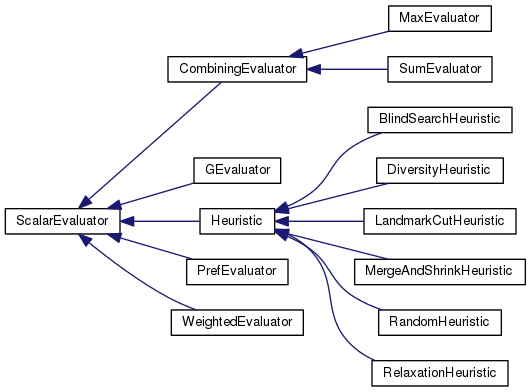 MaxEvaluator
CombiningEvaluator
SumEvaluator
BlindSearchHeuristic
GEvaluator
DiversityHeuristic
ScalarEvaluator
Heuristic
LandmarkCutHeuristic
PrefEvaluator
MergeAndShrinkHeuristic
WeightedEvaluator
RandomHeuristic
RelaxationHeuristic